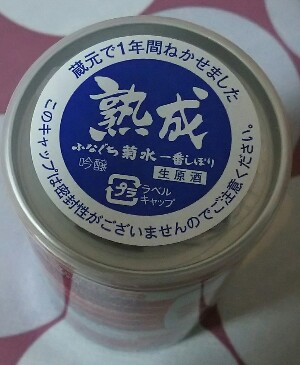 蔵元で1年間ねかせました
熟成
ふなぐち菊水一番しぼり
吟醸
生原酒
プラ
ラベル
キャップ
このキャップは密封性がございませんのでご注意ください。